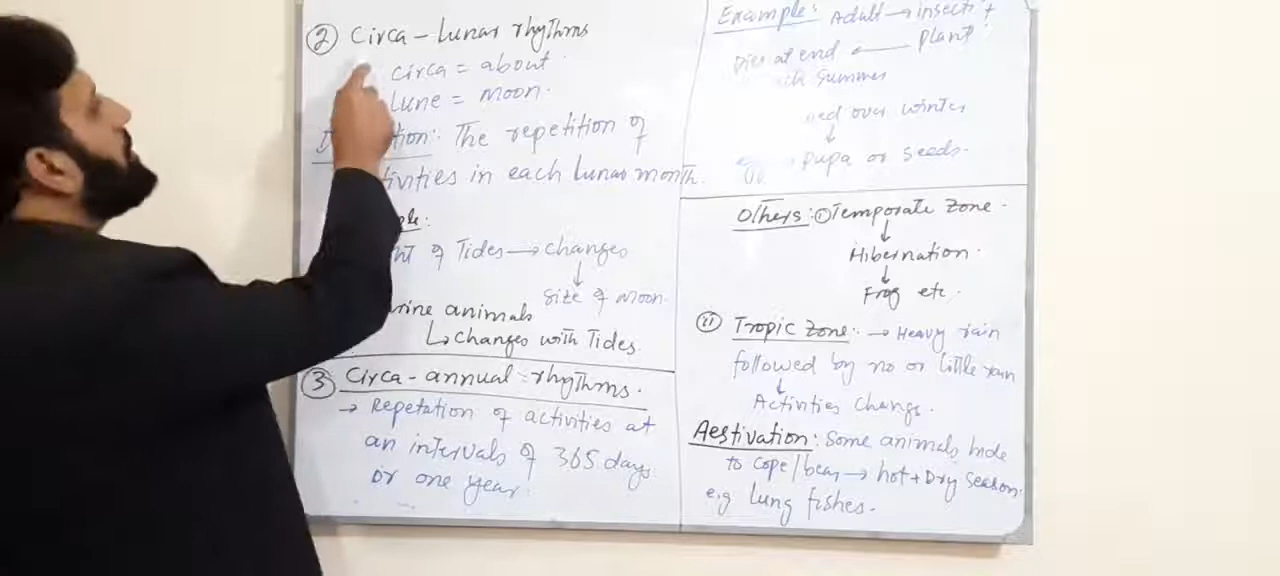 ② Circa-Lunar rhythms
circa = about
Lune = Moon.
tion: The repetition of
tivities in each Lunar month.
ple:
nt of Tides → changes
↓
Size of moon.
rine animals
↳ Changes with Tides.
③ Circa-annual rhythms.
→ Repetation of activities at
an intervals of 365 days
or one year.
Example: Adult → insect +
Dies at end ← plant
summer
ed over winter
↓
pupa or seeds.
Others: ① Temporate Zone.
↓
Hibernation
↓
Frog etc.
② Tropic Zone: → Heavy rain
followed by no or little rain
↓
Activities Change.
Aestivation: Some animals hide
to cope/bear → hot + Dry season.
e.g Lung fishes.